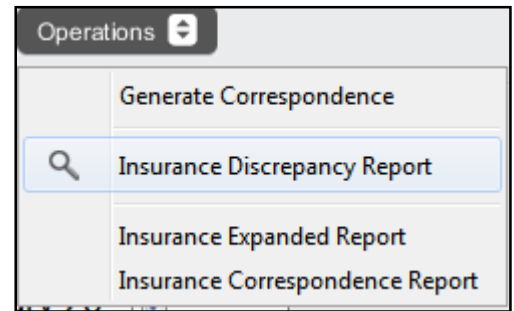 Operations
Generate Correspondence
Insurance Discrepancy Report
Insurance Expanded Report
Insurance Correspondence Report